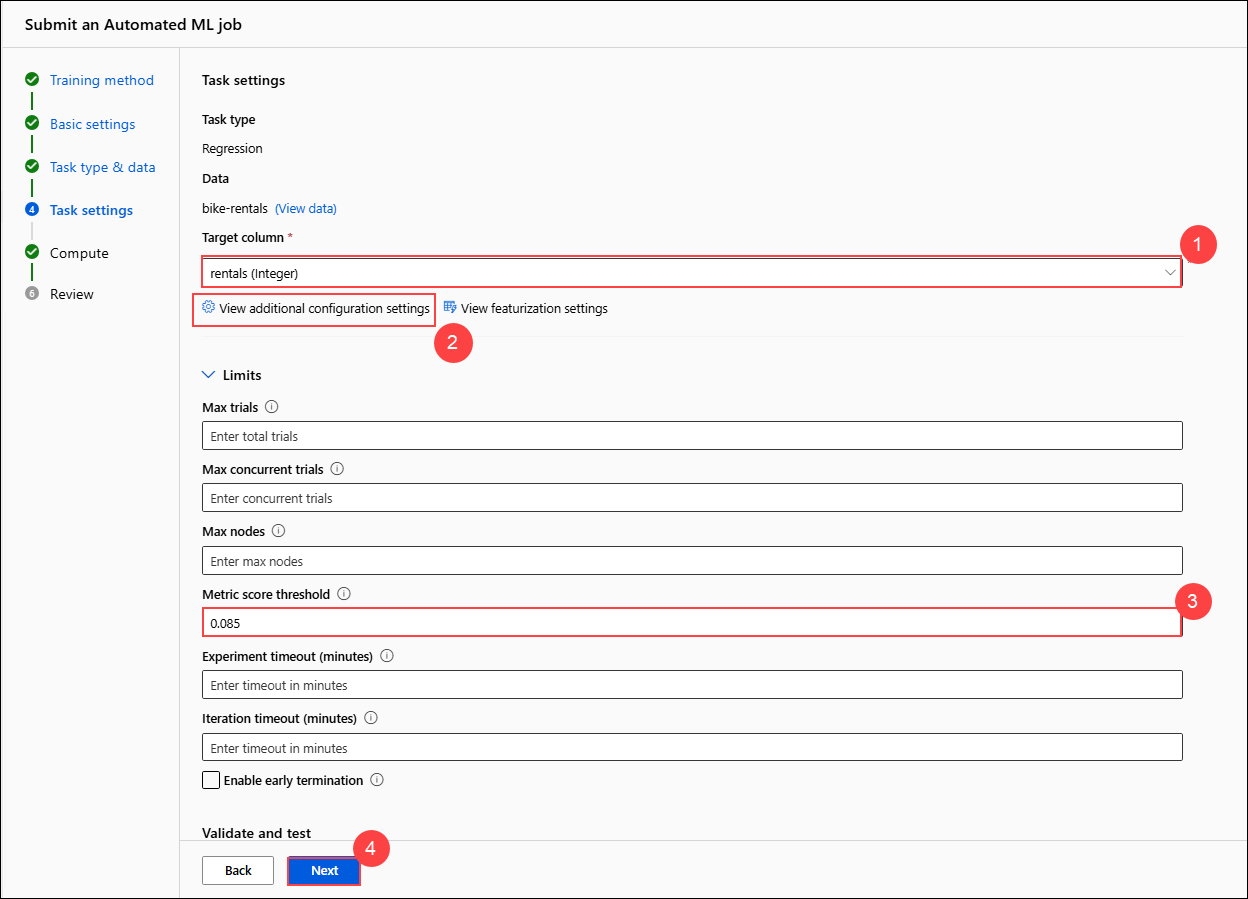 Submit an Automated ML job
Training method
Basic settings
Task type & data
4 Task settings
Compute
6 Review
Task settings
Task type
Regression
Data
bike-rentals (View data)
Target column *
rentals (Integer)
1
View additional configuration settings View featurization settings
2
Limits
Max trials
Enter total trials
Max concurrent trials
Enter concurrent trials
Max nodes
Enter max nodes
Metric score threshold
3
0.085
Experiment timeout (minutes)
Enter timeout in minutes
Iteration timeout (minutes)
Enter timeout in minutes
Enable early termination
Validate and test
4
Back Next